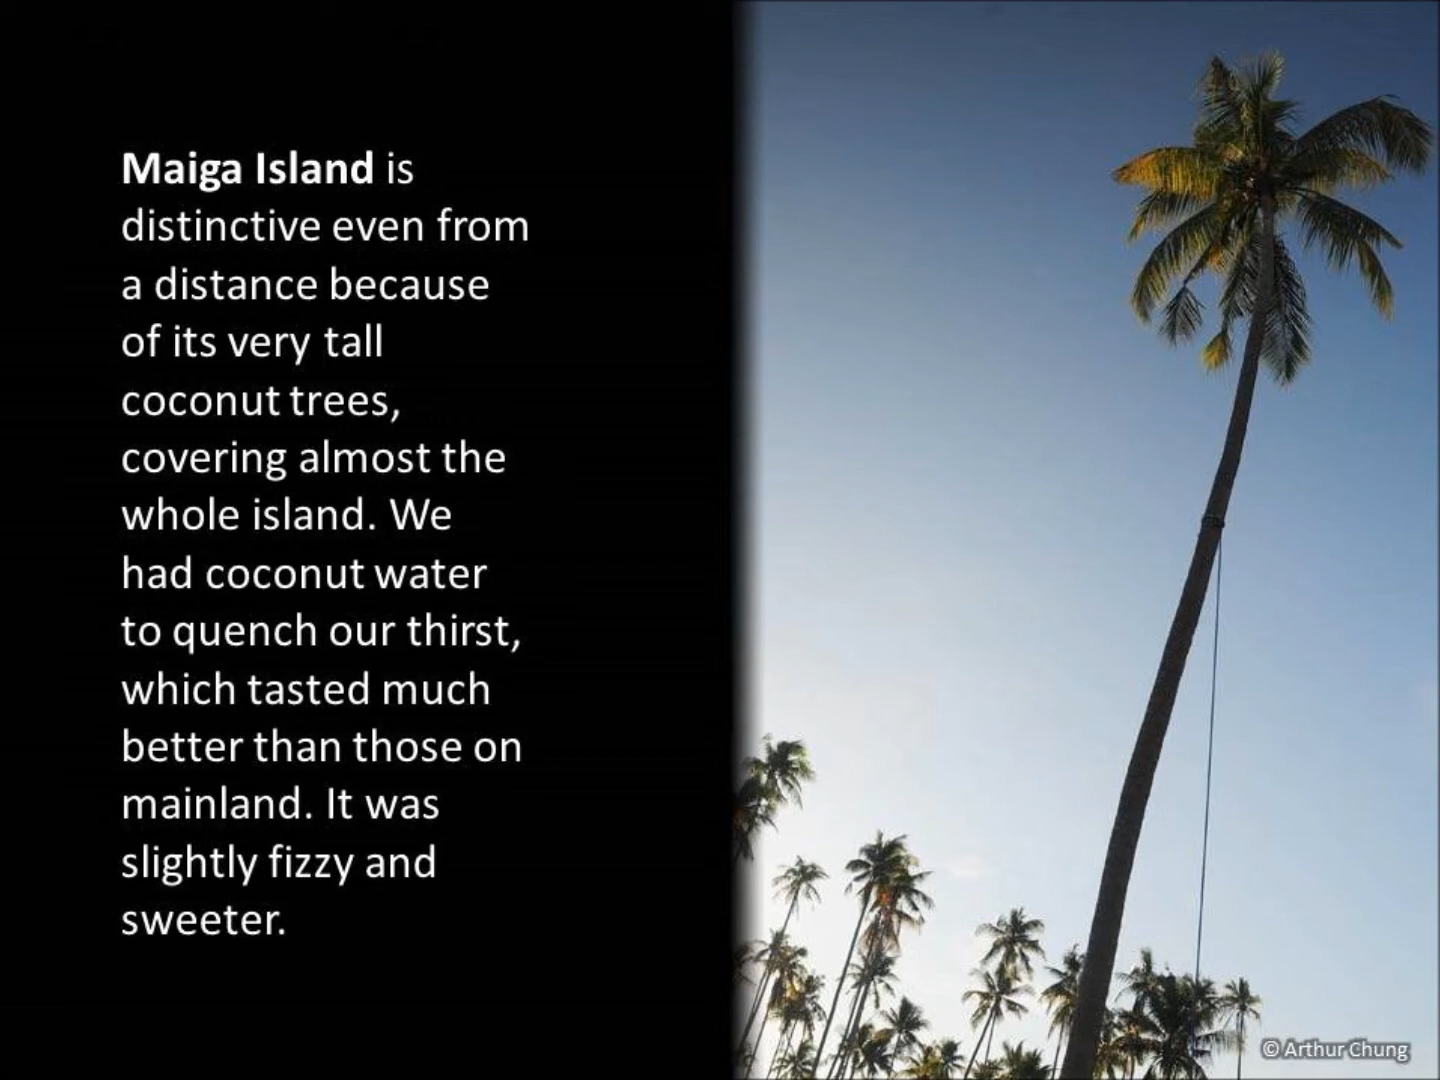 Maiga Island is
distinctive even from
a distance because
of its very tall
coconut trees,
covering almost the
whole island. We
had coconut water
to quench our thirst,
which tasted much
better than those on
mainland. It was
slightly fizzy and
sweeter.
© Arthur Chung